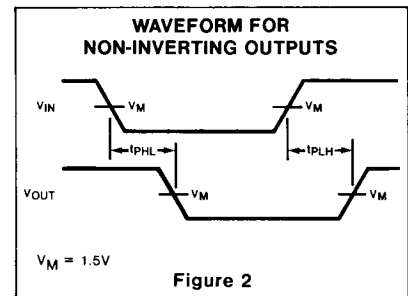 WAVEFORM FOR
NON-INVERTING OUTPUTS
VIN
VM
VM
tPHL
tPLH
VOUT
VM
VM
VM = 1.5V
Figure 2